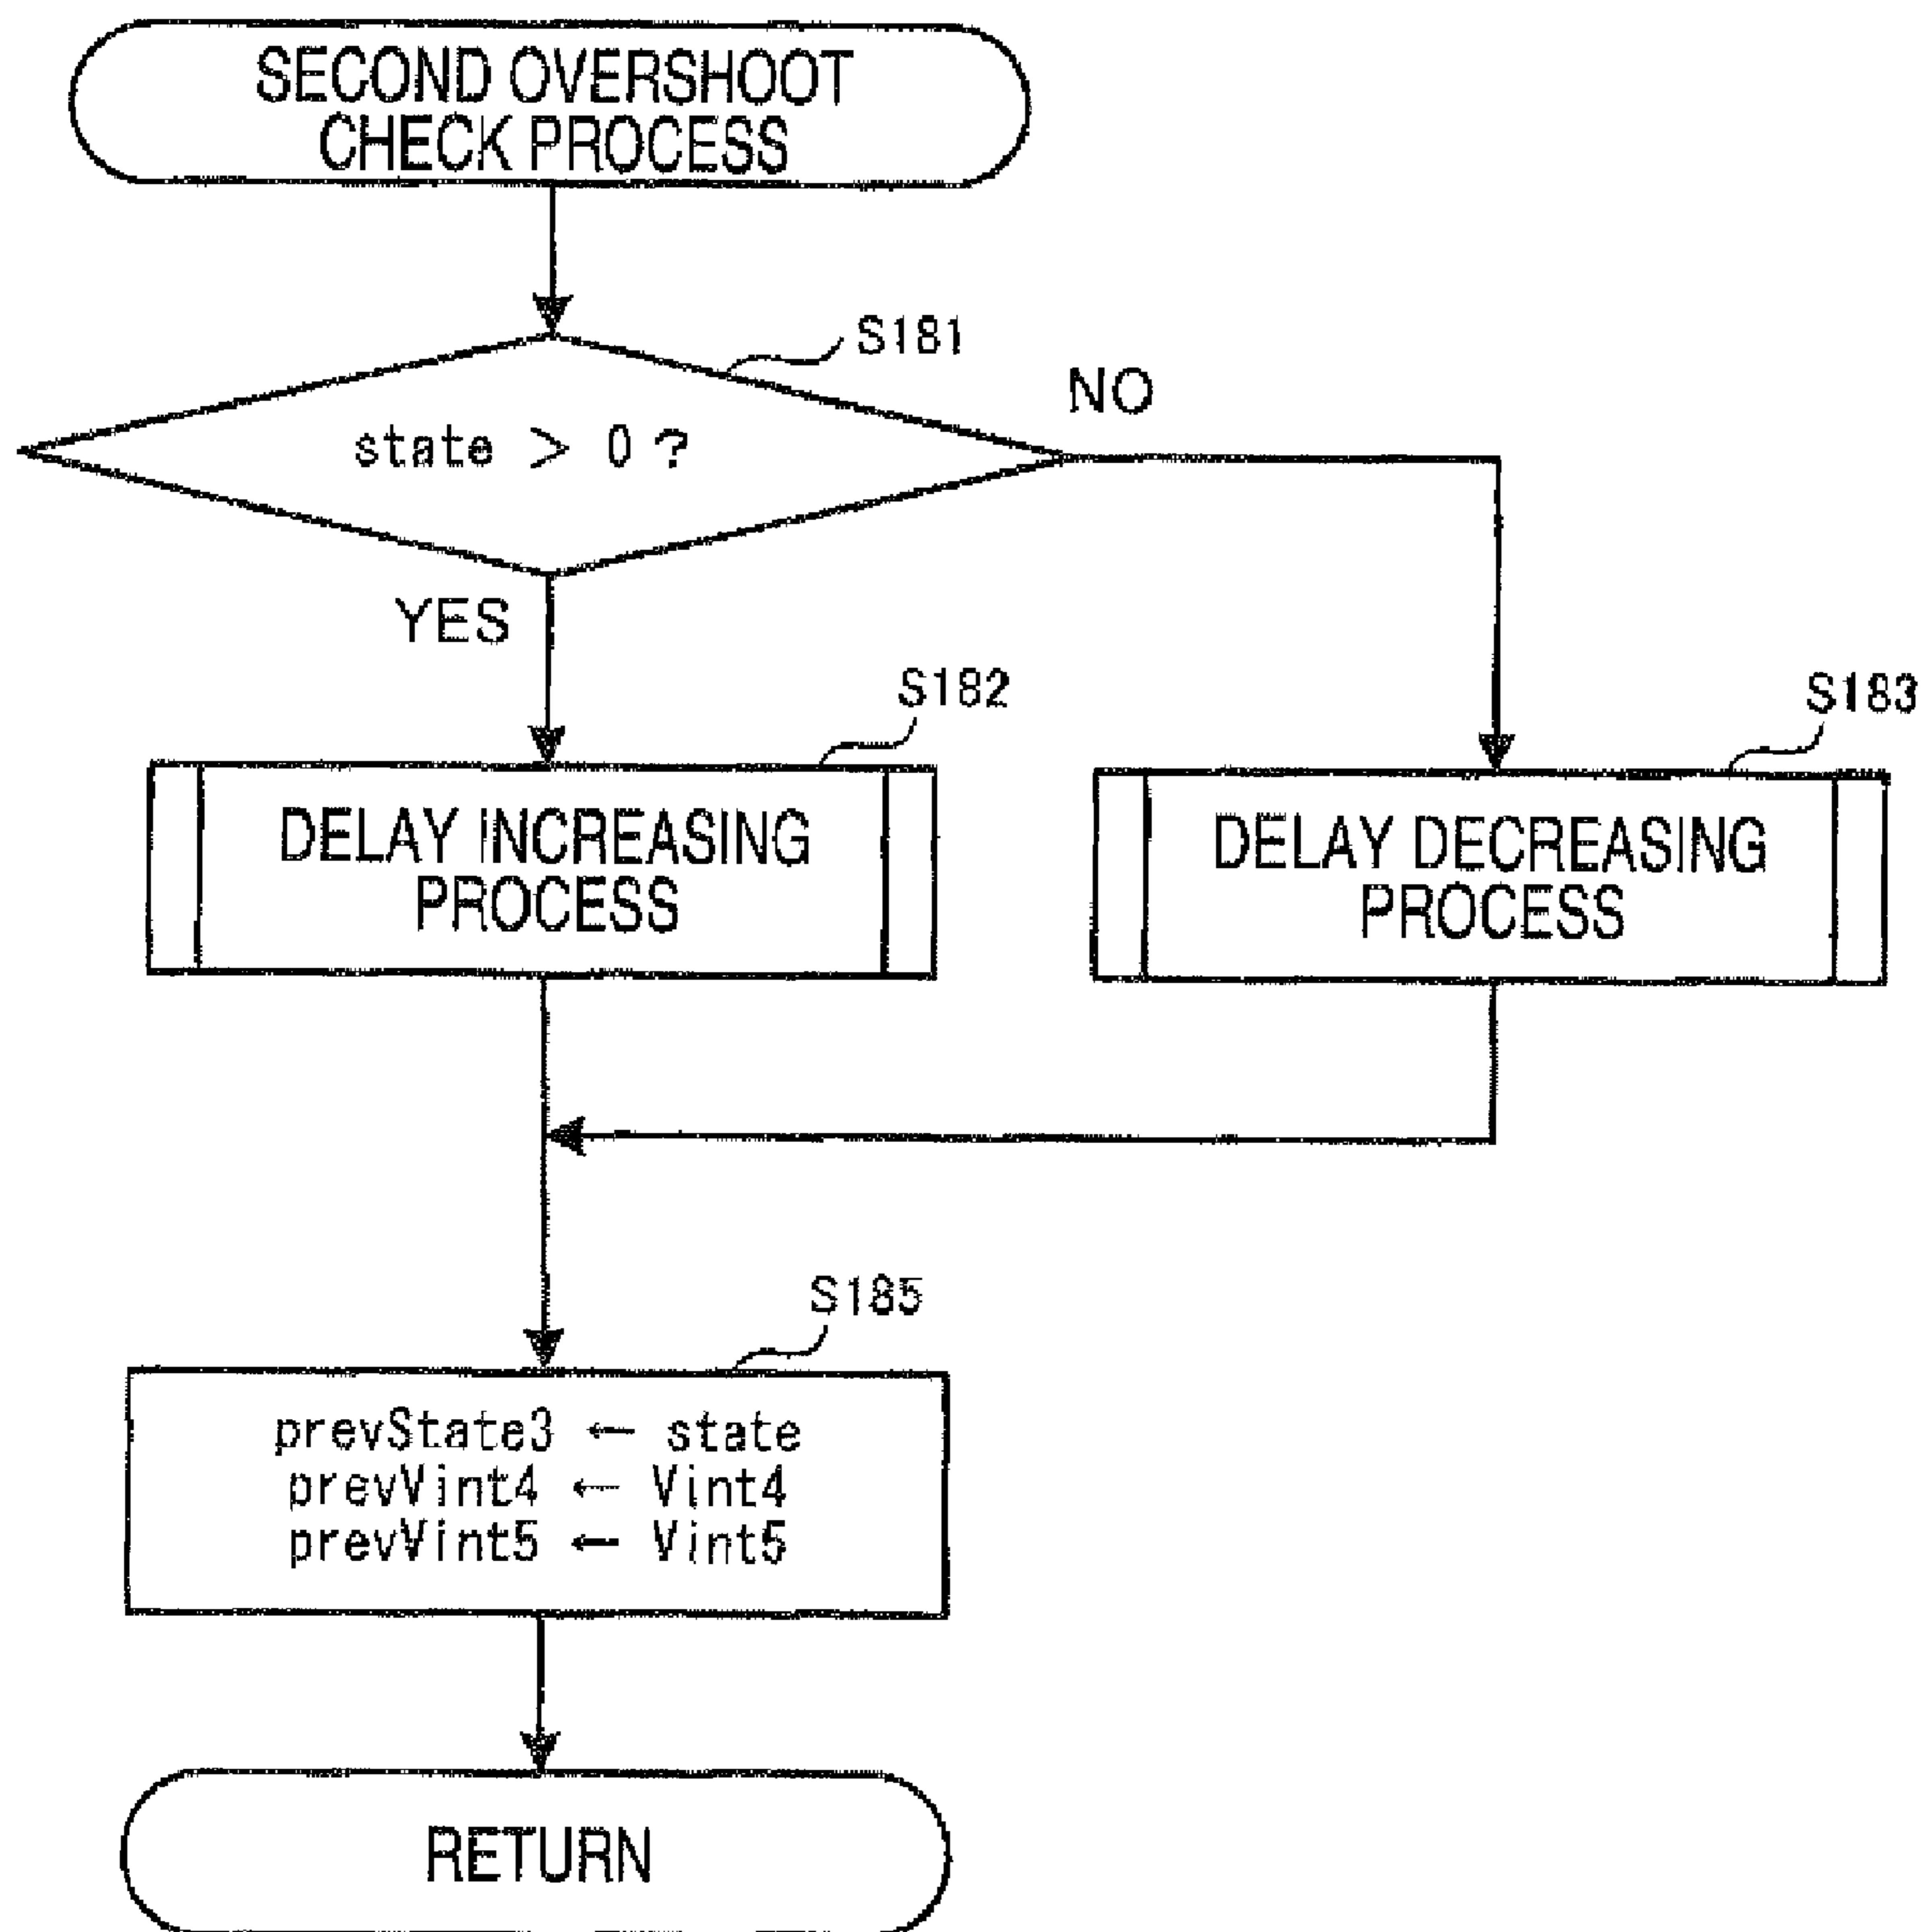 SECOND OVERSHOOT
CHECK PROCESS
S181
state > 0 ?
NO
YES
S182
S183
DELAY INCREASING
PROCESS
DELAY DECREASING
PROCESS
S185
prevState3 ← state
prevVint4 ← Vint4
prevVint5 ← Vint5
RETURN